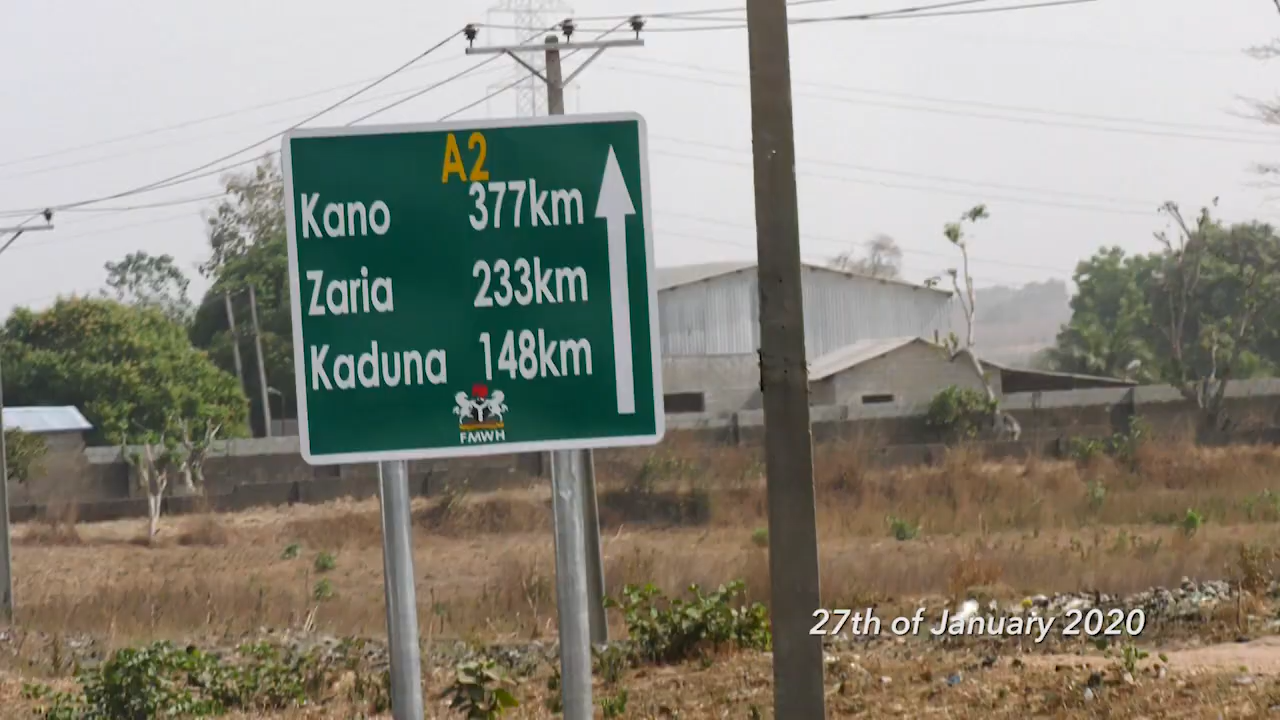 A2
Kano 377km
Zaria 233km
Kaduna 148km
FMWH
27th of January 2020